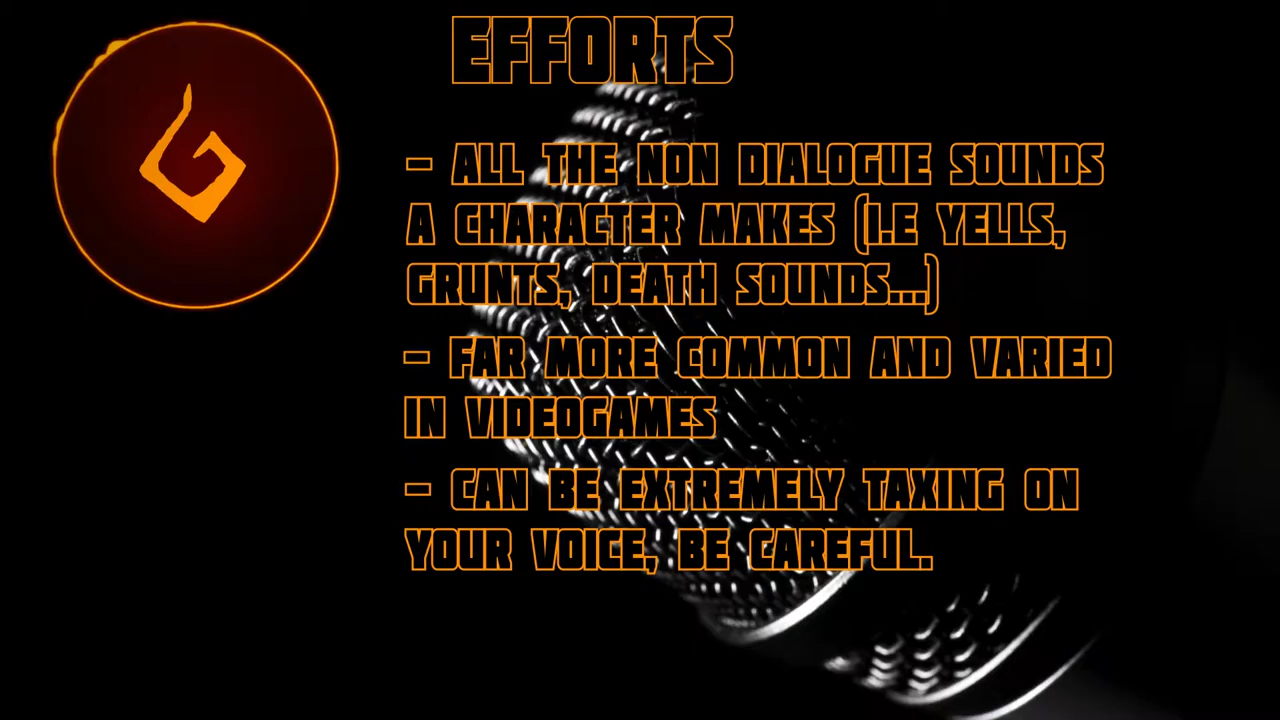 EFFORTS
- ALL THE NON DIALOGUE SOUNDS
A CHARACTER MAKES (I.E YELLS,
GRUNTS, DEATH SOUNDS...)
- FAR MORE COMMON AND VARIED
IN VIDEOGAMES
- CAN BE EXTREMELY TAXING ON
YOUR VOICE, BE CAREFUL.